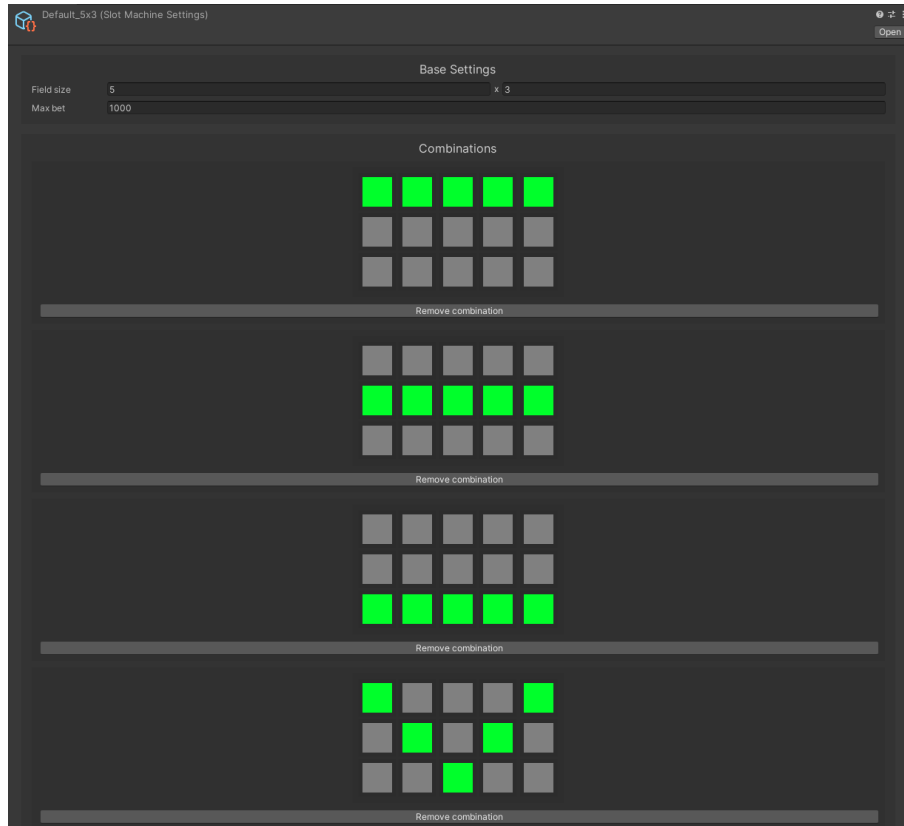 Default_5x3 (Slot Machine Settings)
Open
Base Settings
Field size 5 x 3
Max bet 1000
Combinations
Remove combination
Remove combination
Remove combination
Remove combination